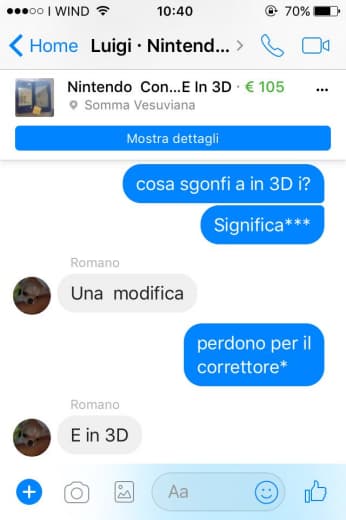 I WIND 10:40 70%
Home Luigi · Nintend...
Nintendo Con...E In 3D · € 105
Somma Vesuviana
Mostra dettagli
cosa sgonfi a in 3D i?
Significa***
Romano
Una modifica
perdono per il
correttore*
Romano
E in 3D
Aa